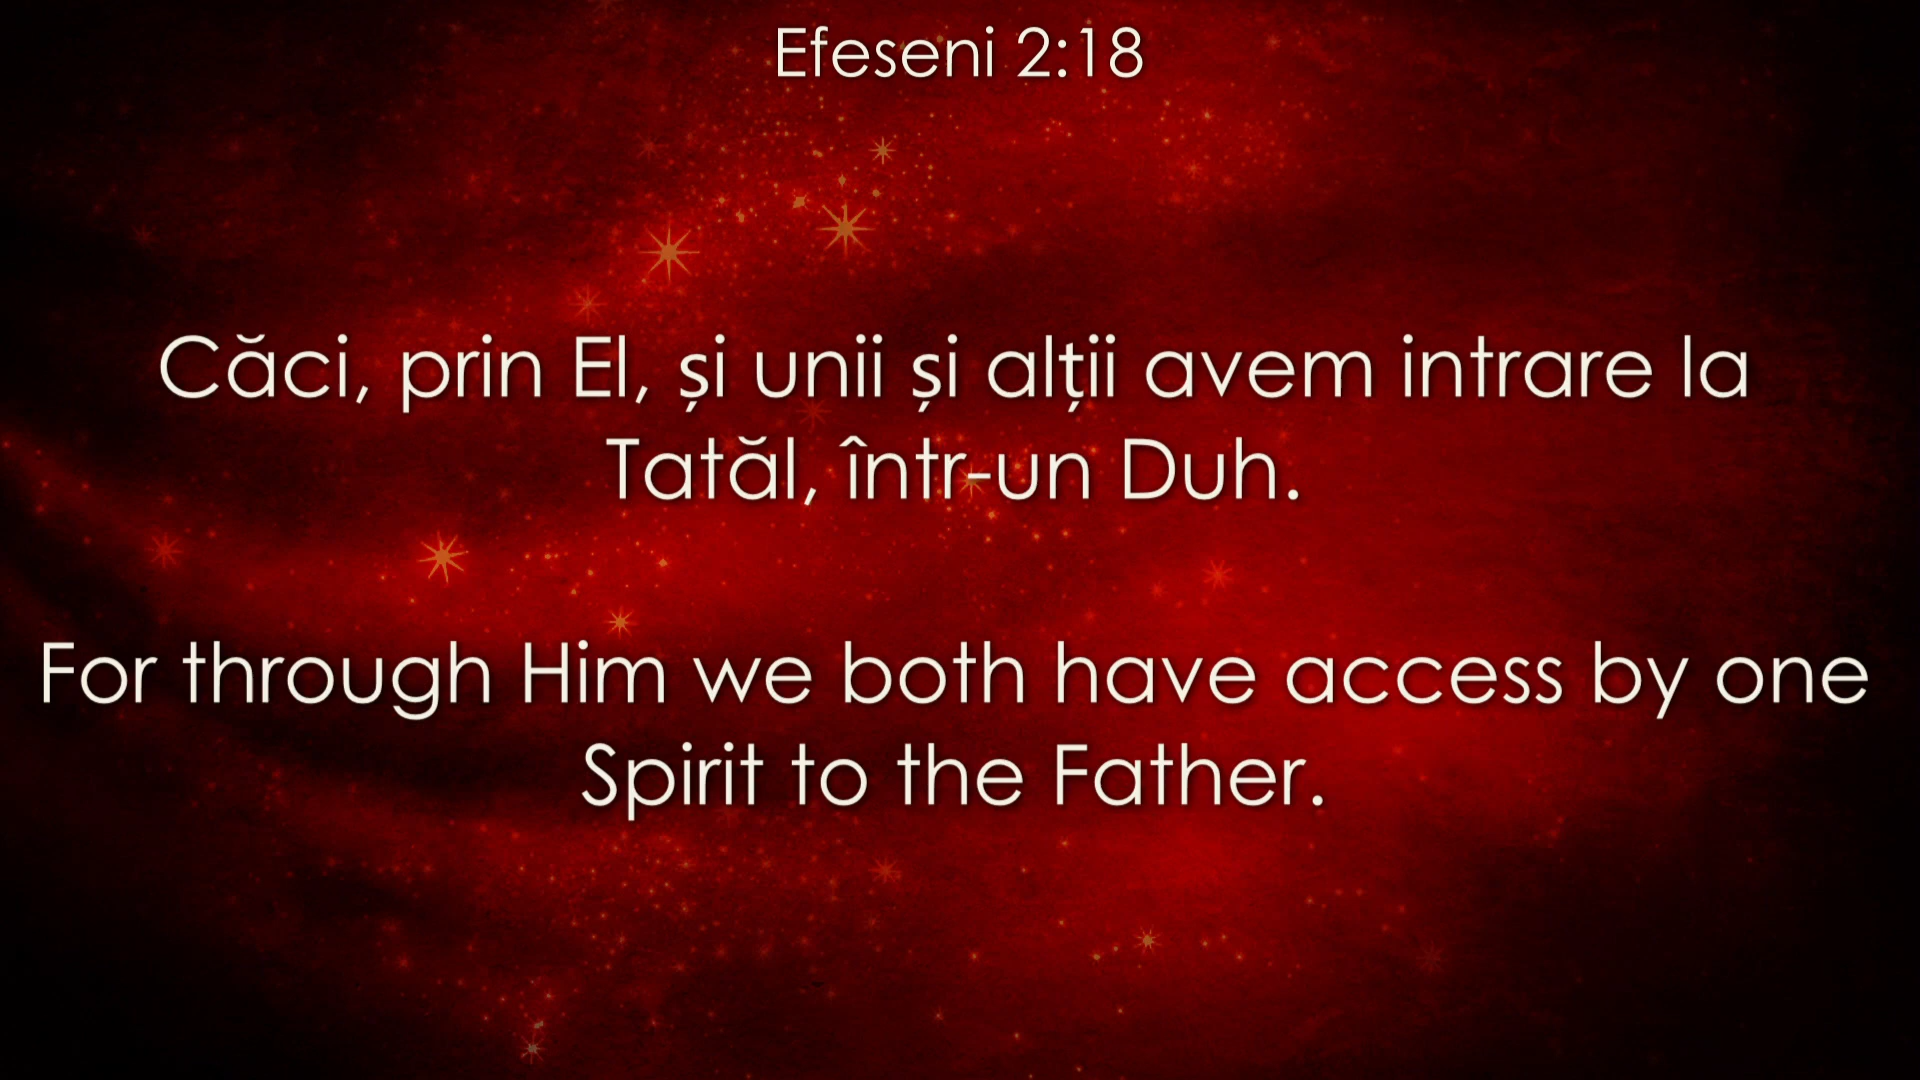 Efeseni 2:18
Căci, prin El, și unii și alții avem intrare la
Tatăl, într-un Duh.
For through Him we both have access by one
Spirit to the Father.